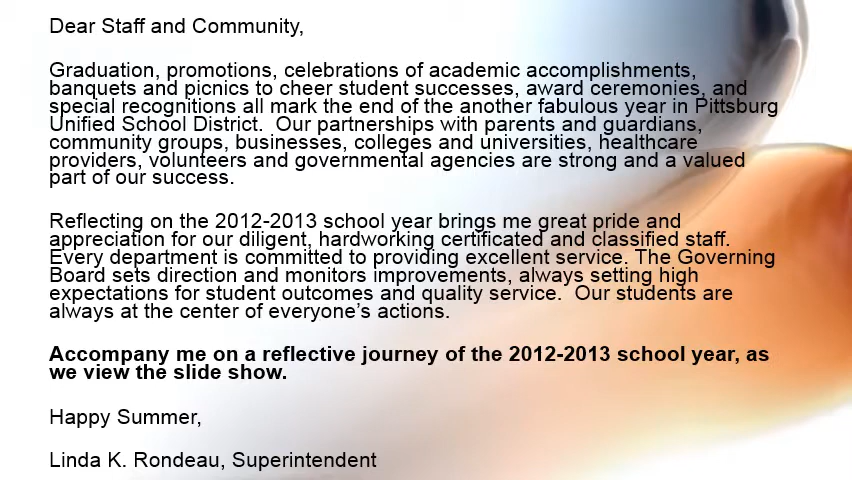 Dear Staff and Community,
Graduation, promotions, celebrations of academic accomplishments,
banquets and picnics to cheer student successes, award ceremonies, and
special recognitions all mark the end of the another fabulous year in Pittsburg
Unified School District.  Our partnerships with parents and guardians,
community groups, businesses, colleges and universities, healthcare
providers, volunteers and governmental agencies are strong and a valued
part of our success.
Reflecting on the 2012-2013 school year brings me great pride and
appreciation for our diligent, hardworking certificated and classified staff.
Every department is committed to providing excellent service. The Governing
Board sets direction and monitors improvements, always setting high
expectations for student outcomes and quality service.  Our students are
always at the center of everyone’s actions.
Accompany me on a reflective journey of the 2012-2013 school year, as
we view the slide show.
Happy Summer,
Linda K. Rondeau, Superintendent